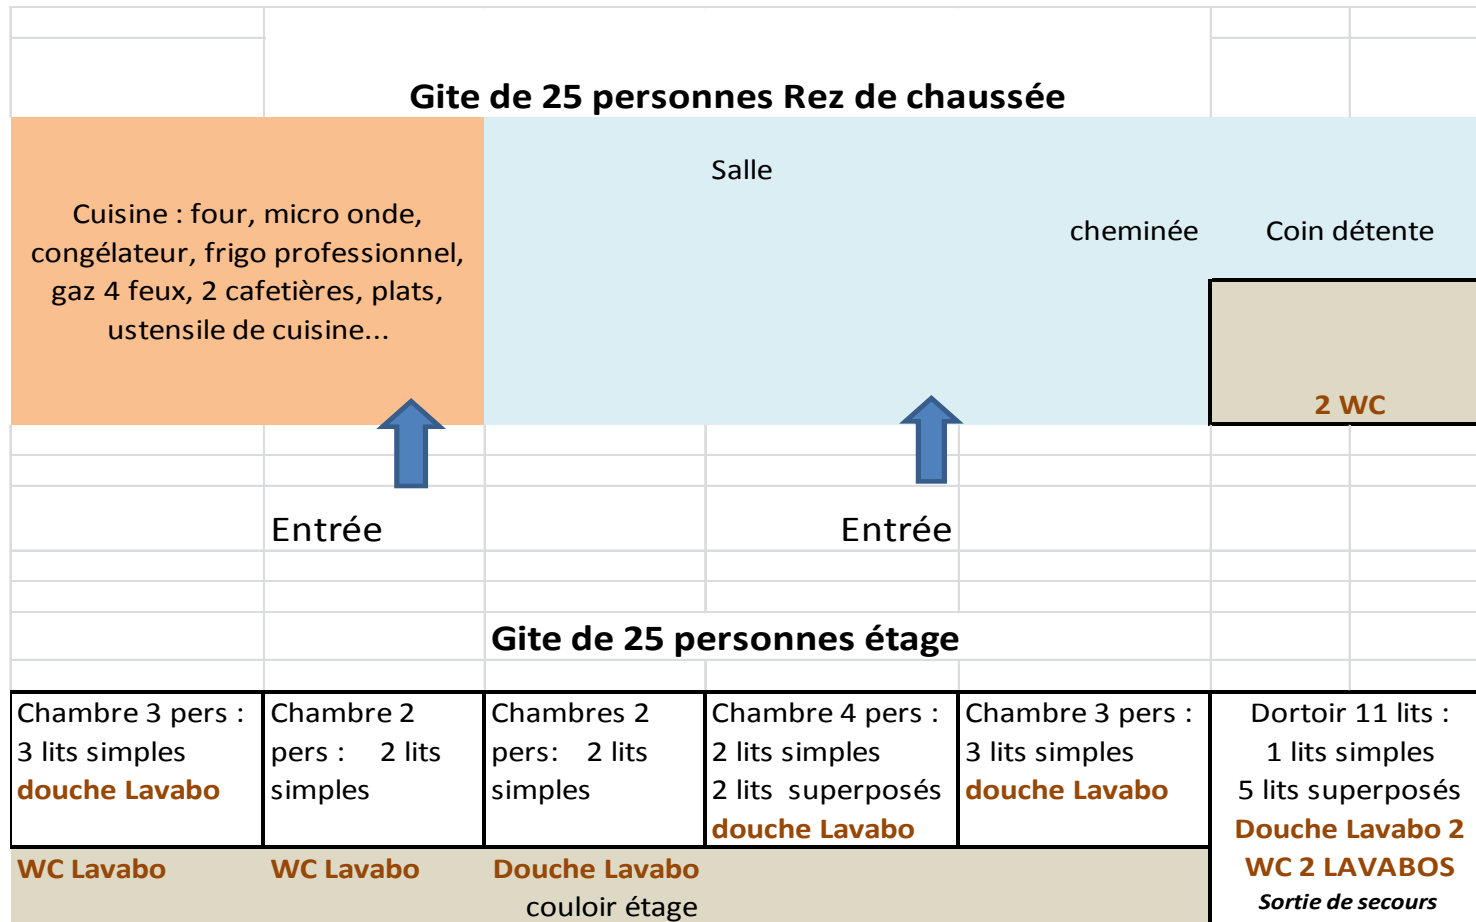 Gite de 25 personnes Rez de chaussée
Salle
Cuisine : four, micro onde,
congélateur, frigo professionnel,
gaz 4 feux, 2 cafetières, plats,
ustensile de cuisine...
cheminée
Coin détente
2 WC
Entrée
Entrée
Gite de 25 personnes étage
Chambre 3 pers :
3 lits simples
douche Lavabo
Chambre 2
pers : 2 lits
simples
Chambres 2
pers: 2 lits
simples
Chambre 4 pers :
2 lits simples
2 lits superposés
douche Lavabo
Chambre 3 pers :
3 lits simples
douche Lavabo
Dortoir 11 lits :
1 lits simples
5 lits superposés
Douche Lavabo 2
WC 2 LAVABOS
Sortie de secours
WC Lavabo
WC Lavabo
Douche Lavabo
couloir étage